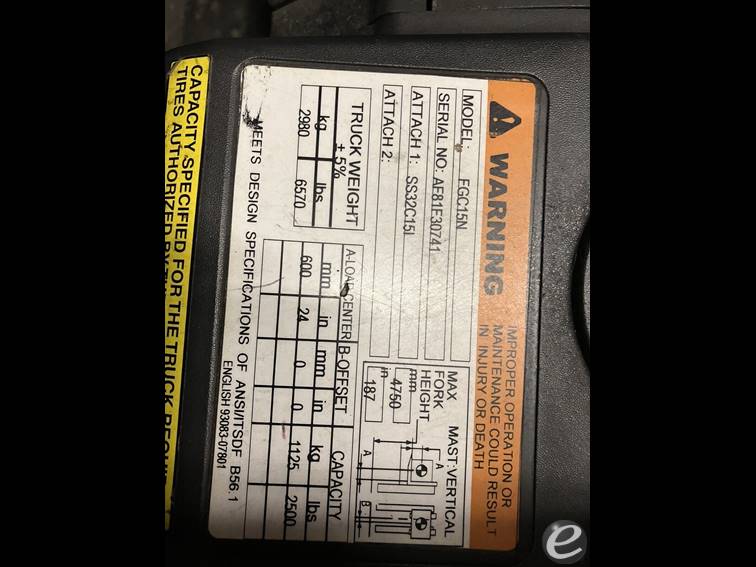 WARNING
IMPROPER OPERATION OR
MAINTENANCE COULD RESULT
IN INJURY OR DEATH
MODEL: FGC15N
SERIAL NO: AF81F30741
ATTACH 1: SS32C15I
ATTACH 2:
MAX FORK HEIGHT
MAST: VERTICAL
mm 4750
in 187
A
A B
TRUCK WEIGHT
± 5%
kg lbs
2980 6570
A-LOAD CENTER B-OFFSET CAPACITY
mm in mm in kg lbs
600 24 0 0 1125 2500
MEETS DESIGN SPECIFICATIONS OF ANSI/ITSDF B56.1
ENGLISH 93083-07801
CAPACITY SPECIFIED FOR THE TRUCK
TIRES AUTHORIZED
e